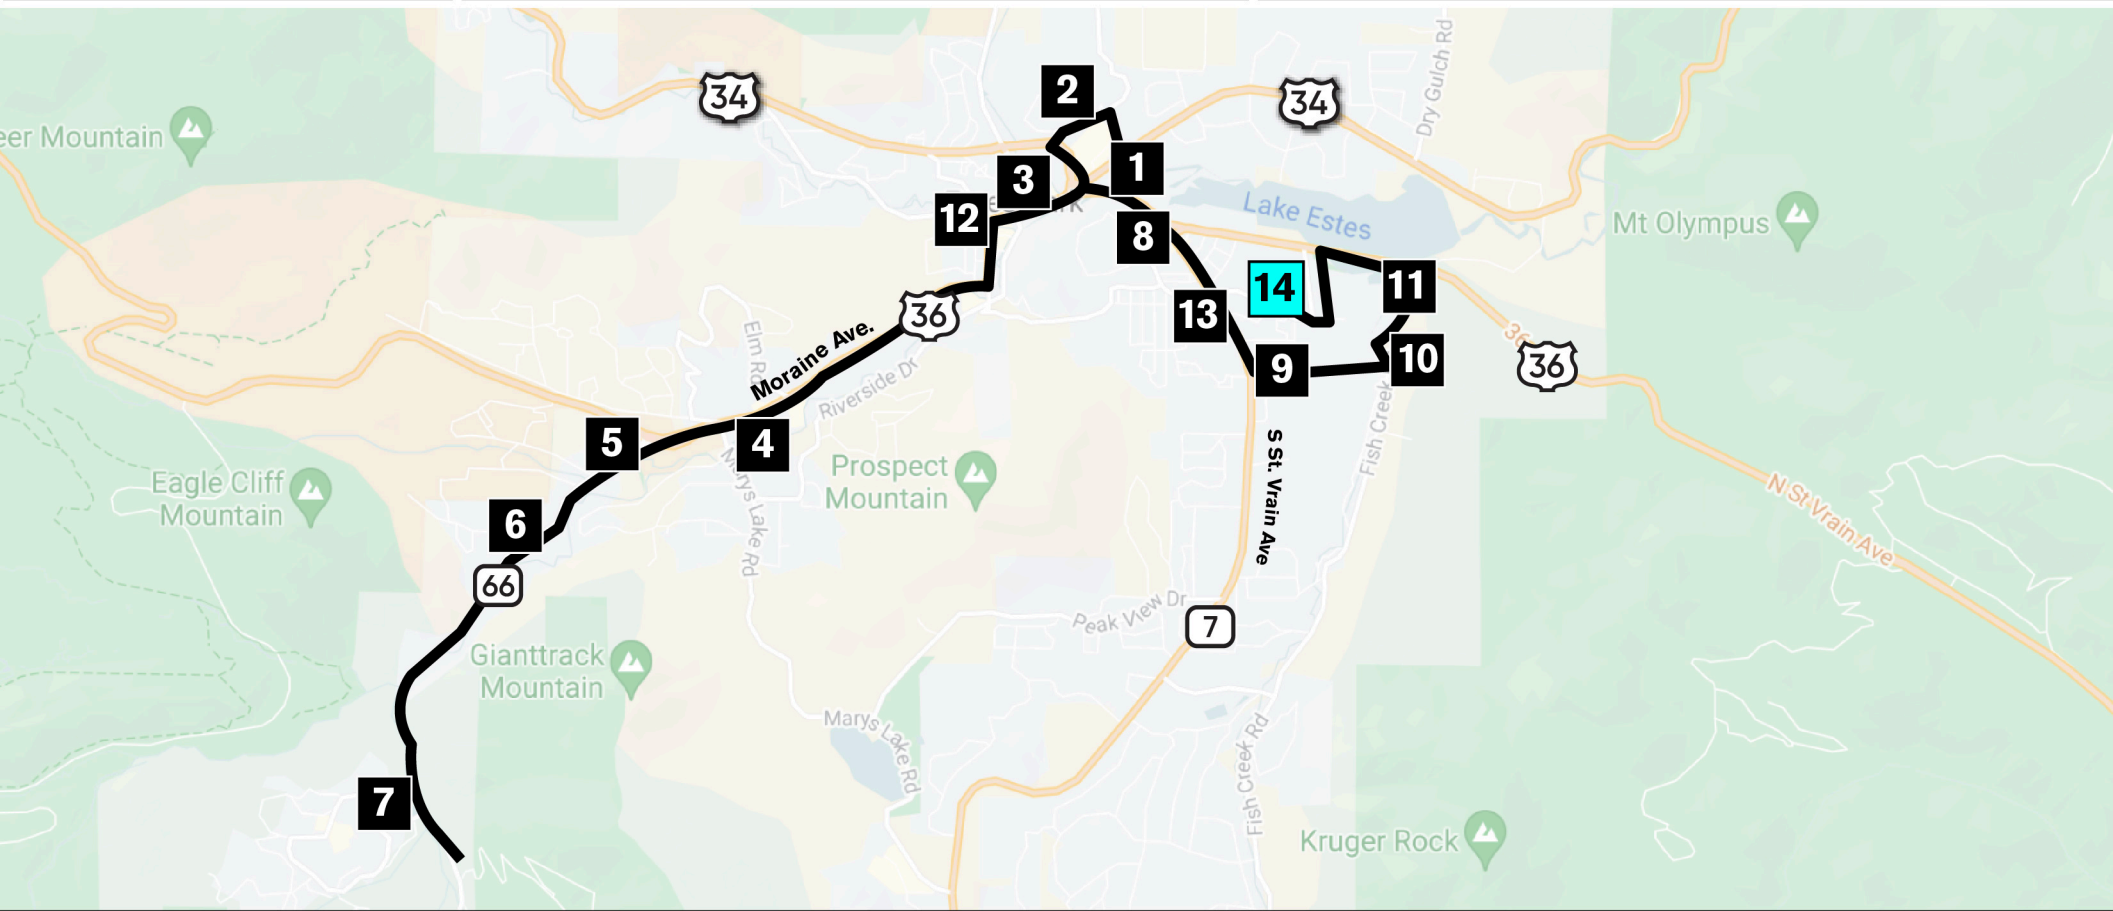 34
34
2
Dry Gulch Rd
eer Mountain
1
3
12
Lake Estes
Mt Olympus
8
14
11
13
36
Elm Rd
Moraine Ave.
Riverside Dr
9
10
36
36
Fish Creek
5
4
S St. Vrain Ave
Marys Lake Rd
Prospect
Mountain
Eagle Cliff
Mountain
N St Vrain Ave
6
66
Peak View Dr
7
Gianttrack
Mountain
Marys Lake Rd
Fish Creek Rd
7
Kruger Rock